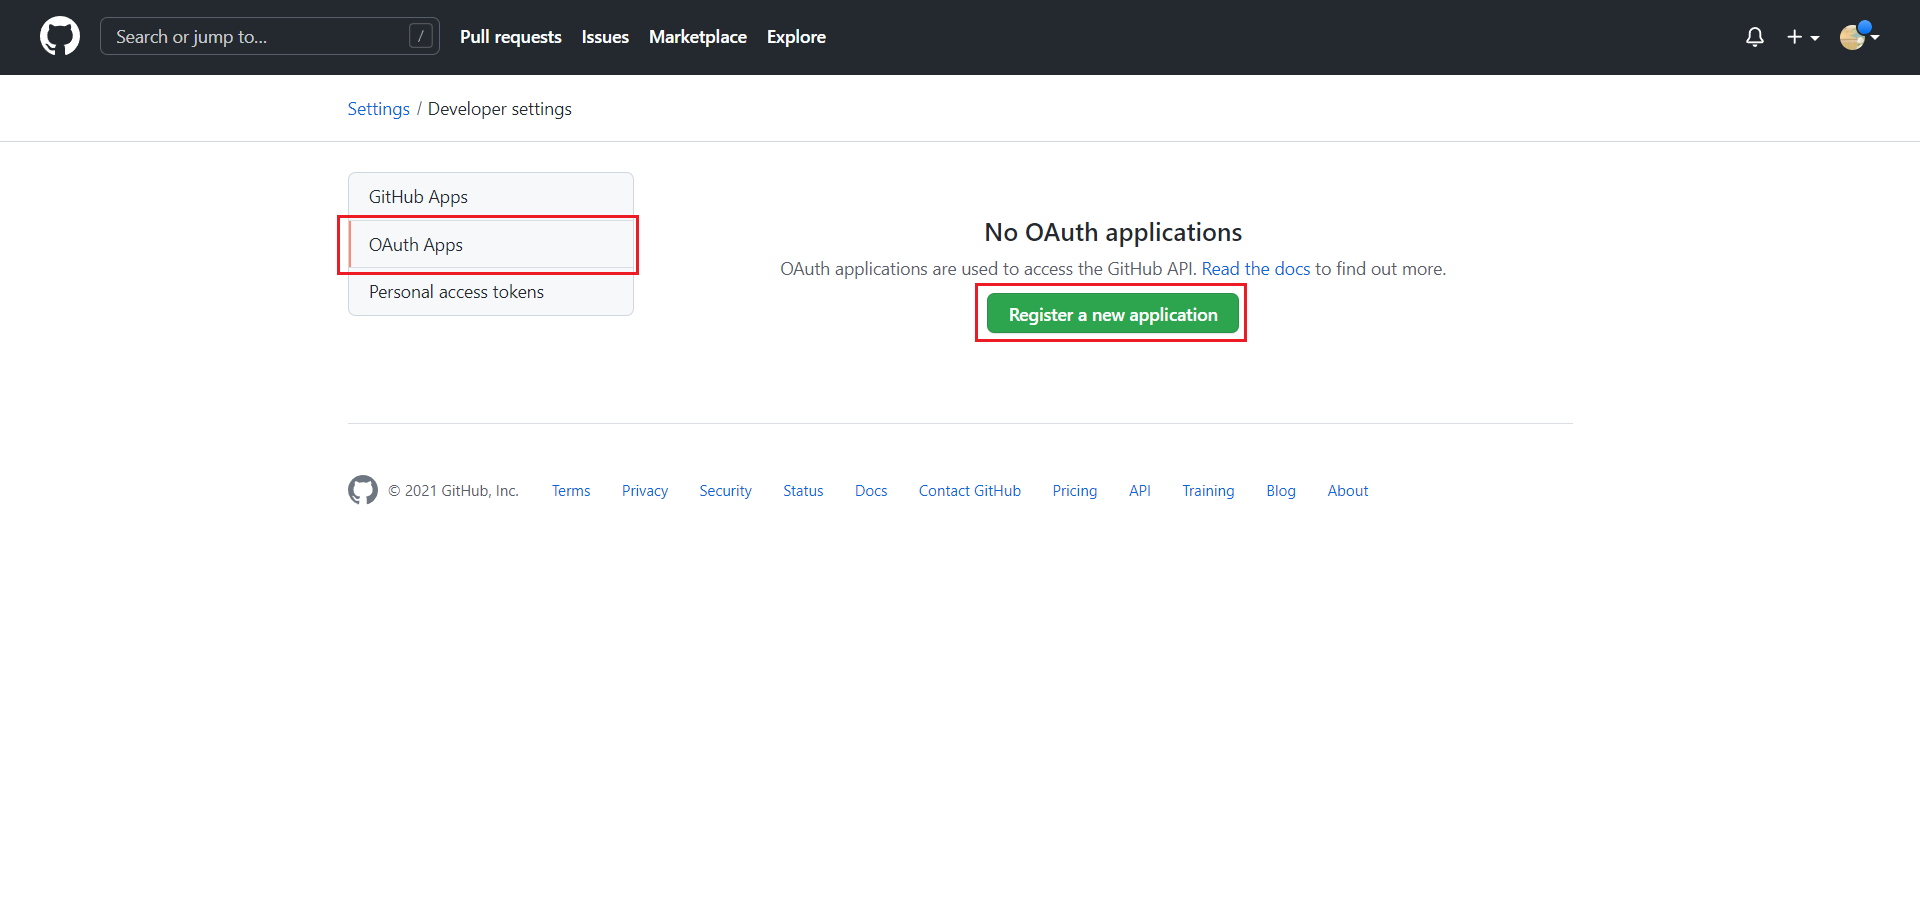 Search or jump to... /
Pull requests Issues Marketplace Explore
Settings / Developer settings
GitHub Apps
OAuth Apps
Personal access tokens
No OAuth applications
OAuth applications are used to access the GitHub API. Read the docs to find out more.
Register a new application
© 2021 GitHub, Inc. Terms Privacy Security Status Docs Contact GitHub Pricing API Training Blog About